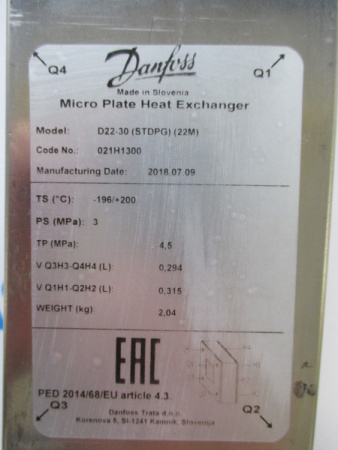 Q4
Danfoss
Q1
Made in Slovenia
Micro Plate Heat Exchanger
Model: D22-30 (STDPG) (22M)
Code No.: 021H1300
Manufacturing Date: 2018.07.09
TS (°C): -196/+200
PS (MPa): 3
TP (MPa): 4,5
V Q3H3-Q4H4 (L): 0,294
V Q1H1-Q2H2 (L): 0,315
WEIGHT (kg): 2,04
EAC
PED 2014/68/EU article 4.3.
Q3
Danfoss Trata d.o.o.
Q2
Korenova 5, SI-1241 Kamnik, Slovenija